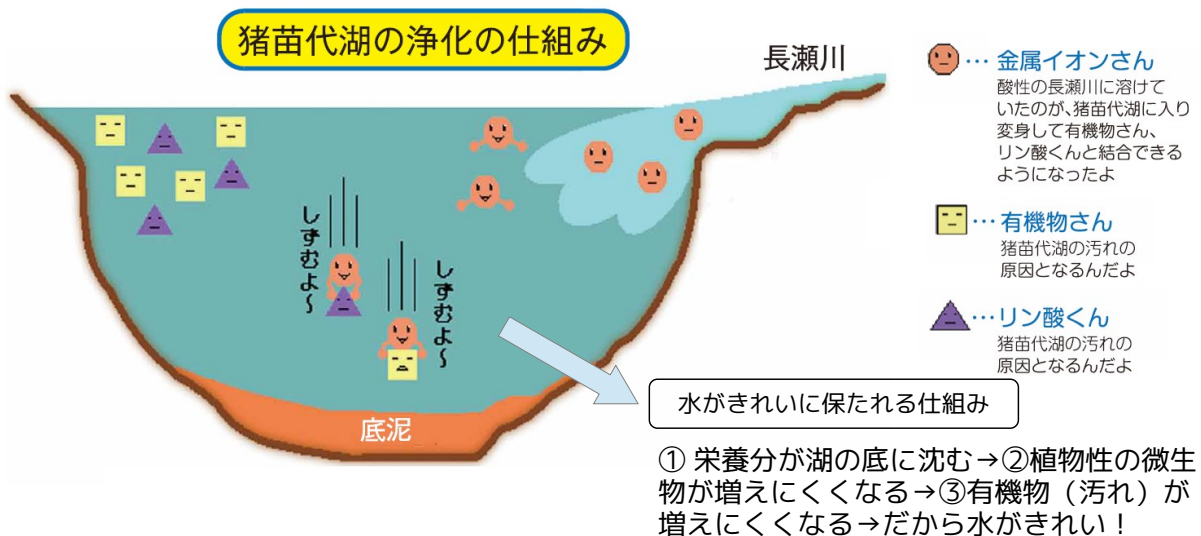 猪苗代湖の浄化の仕組み
長瀬川
… 金属イオンさん
酸性の長瀬川に溶けて
いたのが、猪苗代湖に入り
変身して有機物さん、
リン酸くんと結合できる
ようになったよ
… 有機物さん
猪苗代湖の汚れの
原因となるんだよ
…リン酸くん
猪苗代湖の汚れの
原因となるんだよ
しずむよ～
しずむよ～
底泥
水がきれいに保たれる仕組み
① 栄養分が湖の底に沈む→②植物性の微生
物が増えにくくなる→③有機物（汚れ）が
増えにくくなる→だから水がきれい！